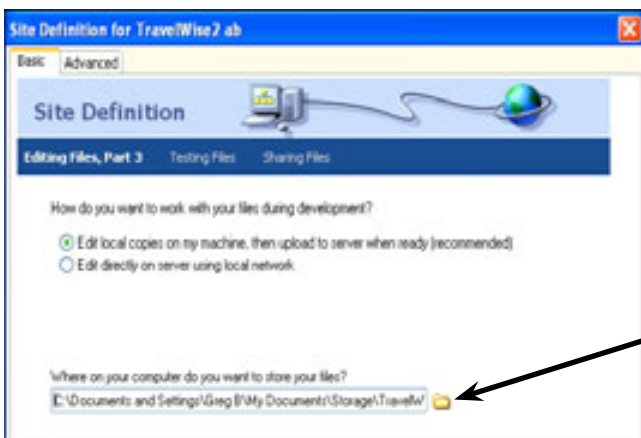 Site Definition for TravelWise2 ab
Basic Advanced
Site Definition
Editing Files, Part 3 Testing Files Sharing Files
How do you want to work with your files during development?
Edit local copies on my machine, then upload to server when ready (recommended)
Edit directly on server using local network
Where on your computer do you want to store your files?
C:\Documents and Settings\Greg B\My Documents\Storage\TravelW